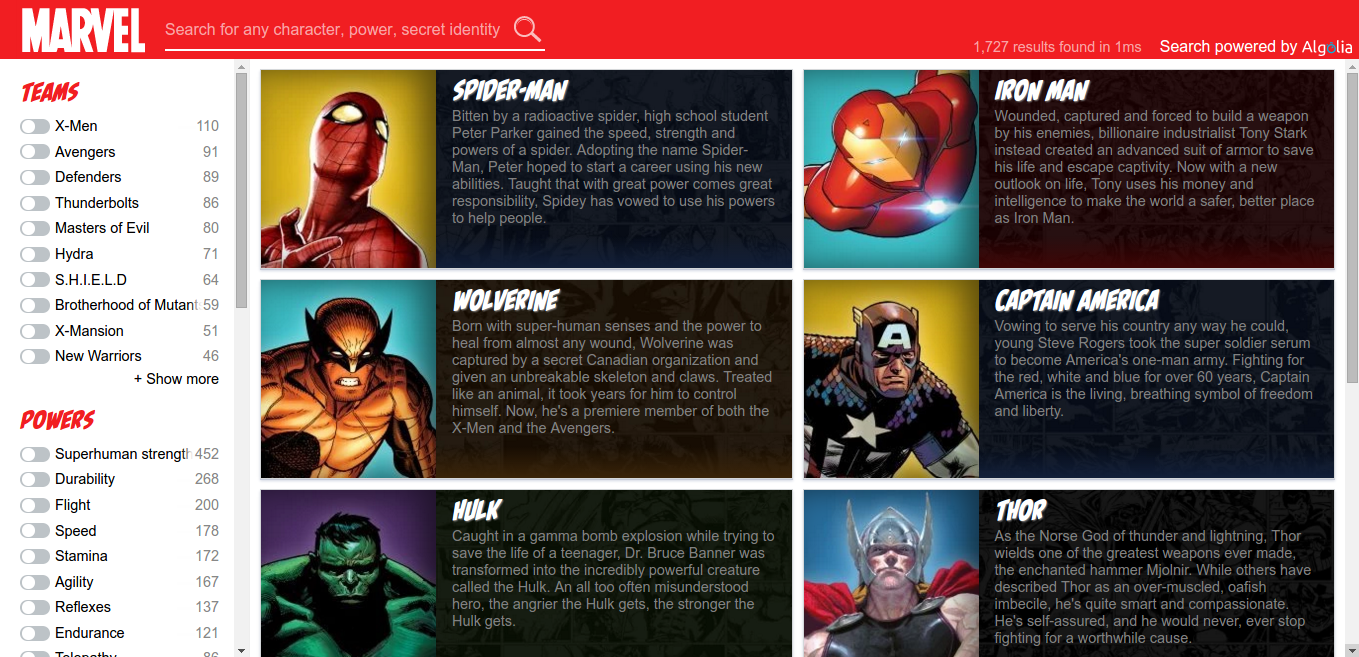 MARVEL
Search for any character, power, secret identity
1,727 results found in 1ms
Search powered by Algolia
TEAMS
X-Men 110
Avengers 91
Defenders 89
Thunderbolts 86
Masters of Evil 80
Hydra 71
S.H.I.E.L.D 64
Brotherhood of Mutant 59
X-Mansion 51
New Warriors 46
+ Show more
POWERS
Superhuman strength 452
Durability 268
Flight 200
Speed 178
Stamina 172
Agility 167
Reflexes 137
Endurance 121
Telepathy 86
SPIDER-MAN
Bitten by a radioactive spider, high school student
Peter Parker gained the speed, strength and
powers of a spider. Adopting the name Spider-
Man, Peter hoped to start a career using his new
abilities. Taught that with great power comes great
responsibility, Spidey has vowed to use his powers
to help people.
IRON MAN
Wounded, captured and forced to build a weapon
by his enemies, billionaire industrialist Tony Stark
instead created an advanced suit of armor to save
his life and escape captivity. Now with a new
outlook on life, Tony uses his money and
intelligence to make the world a safer, better place
as Iron Man.
WOLVERINE
Born with super-human senses and the power to
heal from almost any wound, Wolverine was
captured by a secret Canadian organization and
given an unbreakable skeleton and claws. Treated
like an animal, it took years for him to control
himself. Now, he's a premiere member of both the
X-Men and the Avengers.
CAPTAIN AMERICA
Vowing to serve his country any way he could,
young Steve Rogers took the super soldier serum
to become America's one-man army. Fighting for
the red, white and blue for over 60 years, Captain
America is the living, breathing symbol of freedom
and liberty.
HULK
Caught in a gamma bomb explosion while trying to
save the life of a teenager, Dr. Bruce Banner was
transformed into the incredibly powerful creature
called the Hulk. An all too often misunderstood
hero, the angrier the Hulk gets, the stronger the
Hulk gets.
THOR
As the Norse God of thunder and lightning, Thor
wields one of the greatest weapons ever made,
the enchanted hammer Mjolnir. While others have
described Thor as an over-muscled, oafish
imbecile, he's quite smart and compassionate.
He's self-assured, and he would never, ever stop
fighting for a worthwhile cause.